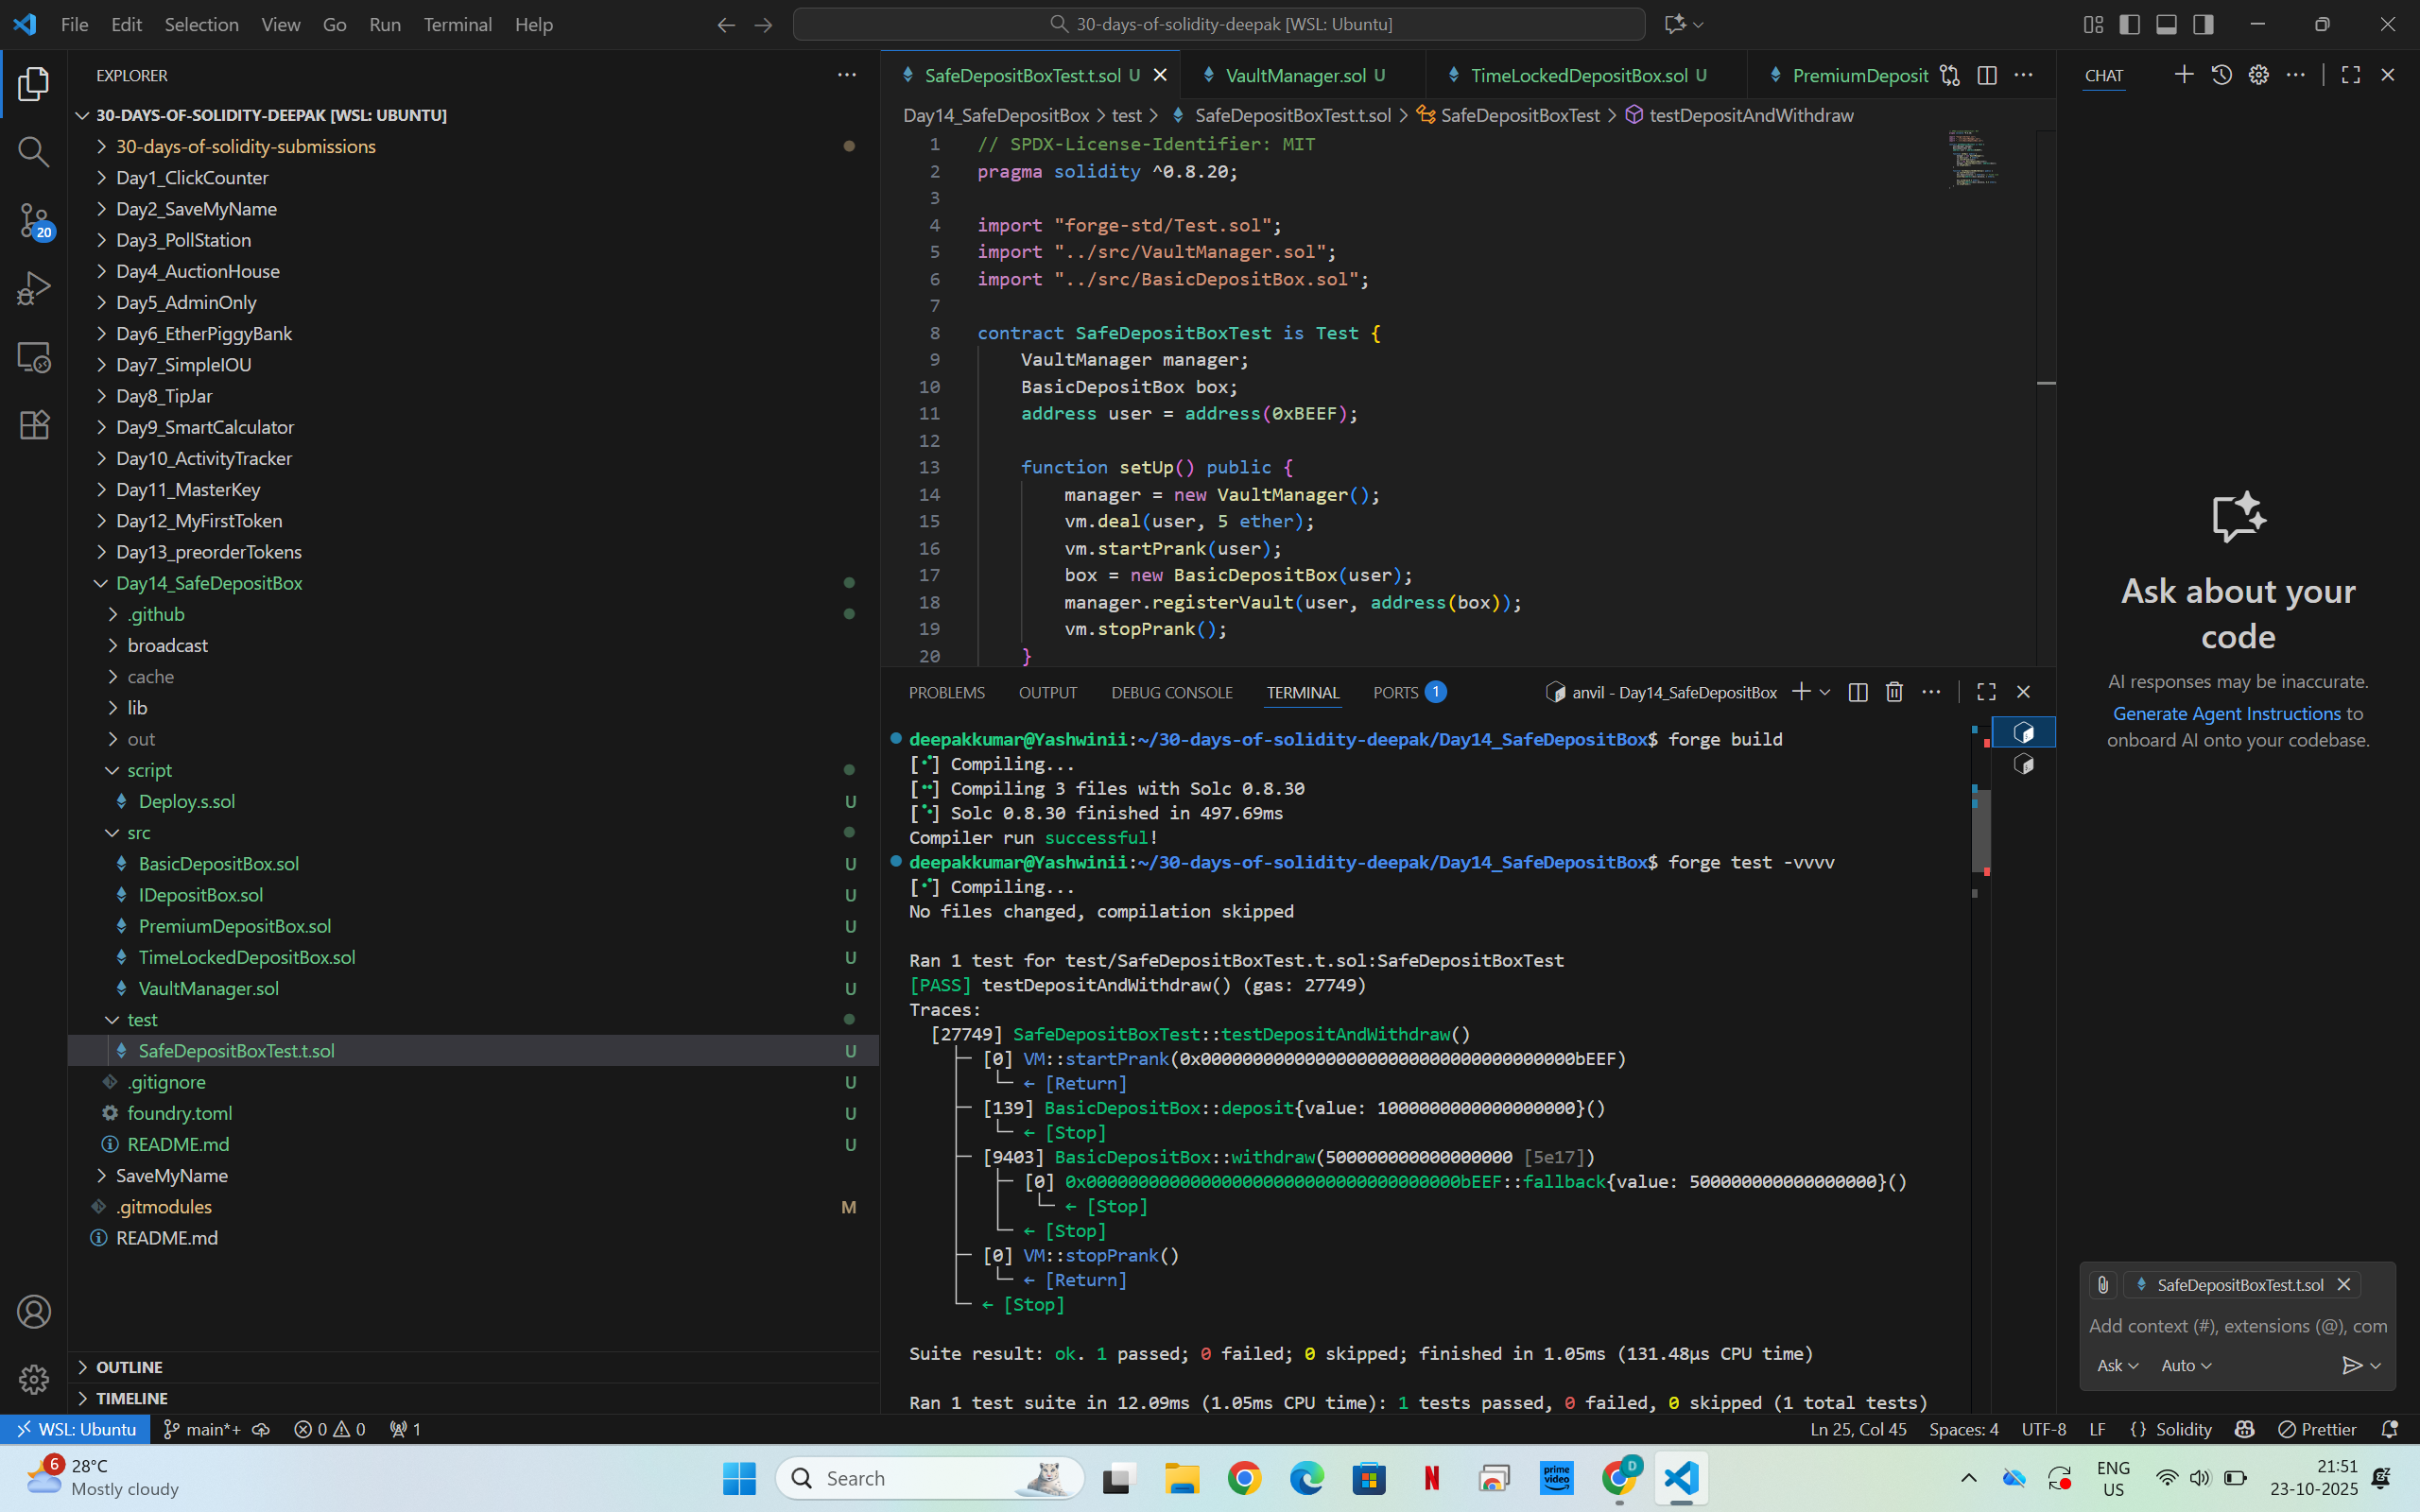 File Edit Selection View Go Run Terminal Help
30-days-of-solidity-deepak [WSL: Ubuntu]
EXPLORER
30-DAYS-OF-SOLIDITY-DEEPAK [WSL: UBUNTU]
30-days-of-solidity-submissions
Day1_ClickCounter
Day2_SaveMyName
Day3_PollStation
Day4_AuctionHouse
Day5_AdminOnly
Day6_EtherPiggyBank
Day7_SimpleIOU
Day8_TipJar
Day9_SmartCalculator
Day10_ActivityTracker
Day11_MasterKey
Day12_MyFirstToken
Day13_preorderTokens
Day14_SafeDepositBox
.github
broadcast
cache
lib
out
script
Deploy.s.sol U
src
BasicDepositBox.sol U
IDepositBox.sol U
PremiumDepositBox.sol U
TimeLockedDepositBox.sol U
VaultManager.sol U
test
SafeDepositBoxTest.t.sol U
.gitignore U
foundry.toml U
README.md U
SaveMyName
.gitmodules M
README.md
OUTLINE
TIMELINE
20
SafeDepositBoxTest.t.sol U VaultManager.sol U TimeLockedDepositBox.sol U PremiumDeposit
Day14_SafeDepositBox > test > SafeDepositBoxTest.t.sol > SafeDepositBoxTest > testDepositAndWithdraw
1 // SPDX-License-Identifier: MIT
2 pragma solidity ^0.8.20;
3
4 import "forge-std/Test.sol";
5 import "../src/VaultManager.sol";
6 import "../src/BasicDepositBox.sol";
7
8 contract SafeDepositBoxTest is Test {
9 VaultManager manager;
10 BasicDepositBox box;
11 address user = address(0xBEEF);
12
13 function setUp() public {
14 manager = new VaultManager();
15 vm.deal(user, 5 ether);
16 vm.startPrank(user);
17 box = new BasicDepositBox(user);
18 manager.registerVault(user, address(box));
19 vm.stopPrank();
20 }
PROBLEMS OUTPUT DEBUG CONSOLE TERMINAL PORTS 1 anvil - Day14_SafeDepositBox
deepakkumar@Yashwinii:~/30-days-of-solidity-deepak/Day14_SafeDepositBox$ forge build
[⠊] Compiling...
[⠒] Compiling 3 files with Solc 0.8.30
[⠑] Solc 0.8.30 finished in 497.69ms
Compiler run successful!
deepakkumar@Yashwinii:~/30-days-of-solidity-deepak/Day14_SafeDepositBox$ forge test -vvvv
[⠊] Compiling...
No files changed, compilation skipped
Ran 1 test for test/SafeDepositBoxTest.t.sol:SafeDepositBoxTest
[PASS] testDepositAndWithdraw() (gas: 27749)
Traces:
[27749] SafeDepositBoxTest::testDepositAndWithdraw()
├─ [0] VM::startPrank(0x000000000000000000000000000000000000bEEF)
│ └─ ← [Return]
├─ [139] BasicDepositBox::deposit{value: 1000000000000000000}()
│ └─ ← [Stop]
├─ [9403] BasicDepositBox::withdraw(500000000000000000 [5e17])
│ ├─ [0] 0x000000000000000000000000000000000000bEEF::fallback{value: 500000000000000000}()
│ │ └─ ← [Stop]
│ └─ ← [Stop]
├─ [0] VM::stopPrank()
│ └─ ← [Return]
└─ ← [Stop]
Suite result: ok. 1 passed; 0 failed; 0 skipped; finished in 1.05ms (131.48µs CPU time)
Ran 1 test suite in 12.09ms (1.05ms CPU time): 1 tests passed, 0 failed, 0 skipped (1 total tests)
CHAT
Ask about your
code
AI responses may be inaccurate.
Generate Agent Instructions to
onboard AI onto your codebase.
SafeDepositBoxTest.t.sol
Add context (#), extensions (@), com
Ask Auto
WSL: Ubuntu main*+ 0 0 1 Ln 25, Col 45 Spaces: 4 UTF-8 LF {} Solidity Prettier
6 28°C
Mostly cloudy
Search
N
prime video
D
ENG
US
21:51
23-10-2025